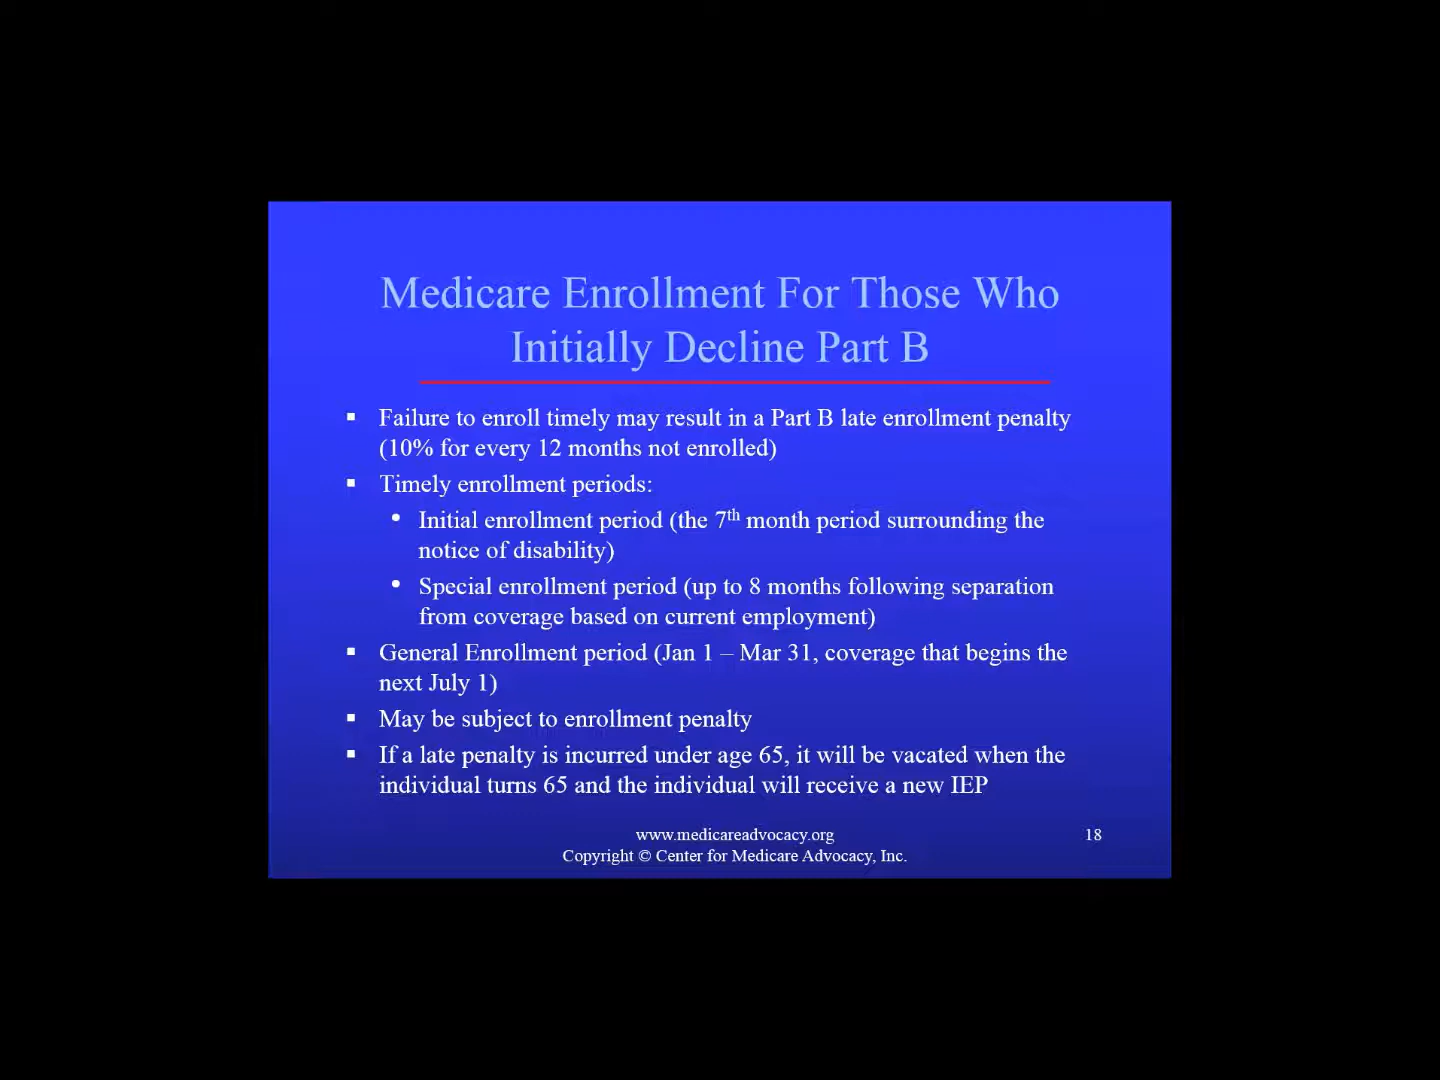 Medicare Enrollment For Those Who
Initially Decline Part B
▪ Failure to enroll timely may result in a Part B late enrollment penalty
(10% for every 12 months not enrolled)
▪ Timely enrollment periods:
• Initial enrollment period (the 7th month period surrounding the
notice of disability)
• Special enrollment period (up to 8 months following separation
from coverage based on current employment)
▪ General Enrollment period (Jan 1 – Mar 31, coverage that begins the
next July 1)
▪ May be subject to enrollment penalty
▪ If a late penalty is incurred under age 65, it will be vacated when the
individual turns 65 and the individual will receive a new IEP
www.medicareadvocacy.org
18
Copyright © Center for Medicare Advocacy, Inc.